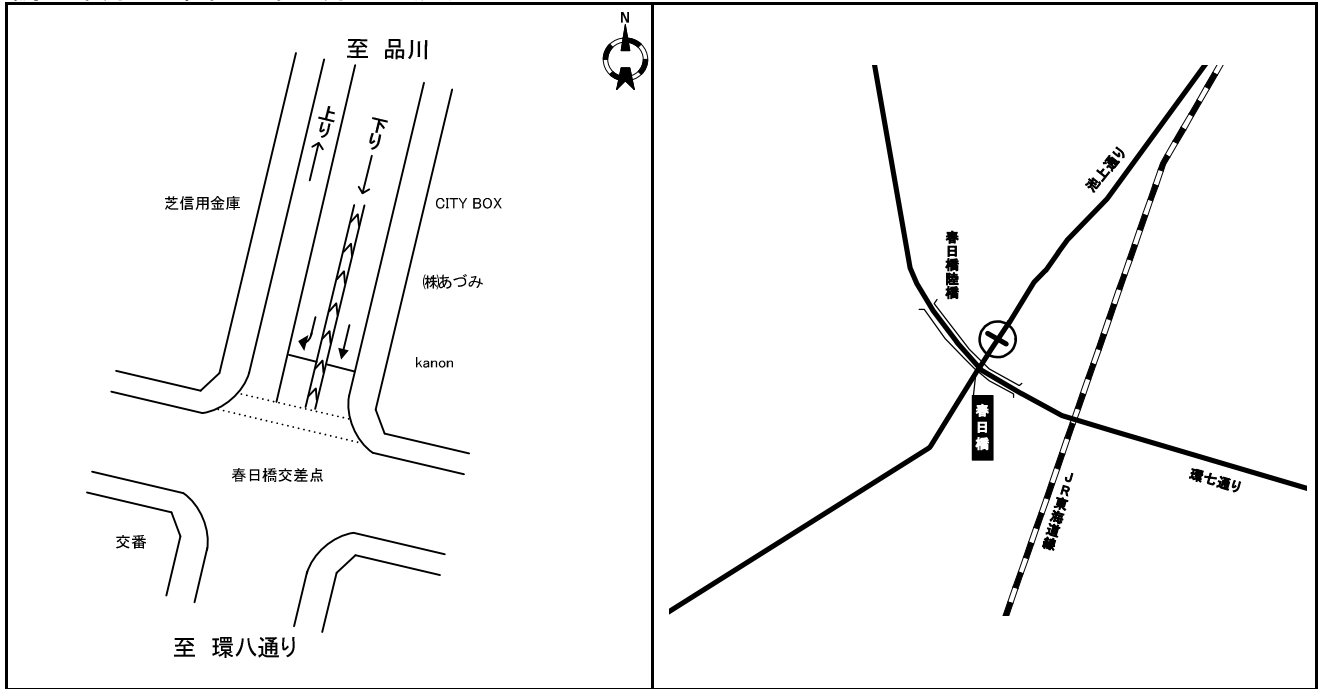 至 品川
N
上り
下り
芝信用金庫
CITY BOX
㈱あづみ
kanon
春日橋交差点
交番
至 環八通り
池上通り
春日橋陸橋
春日橋
環七通り
JR東海道線